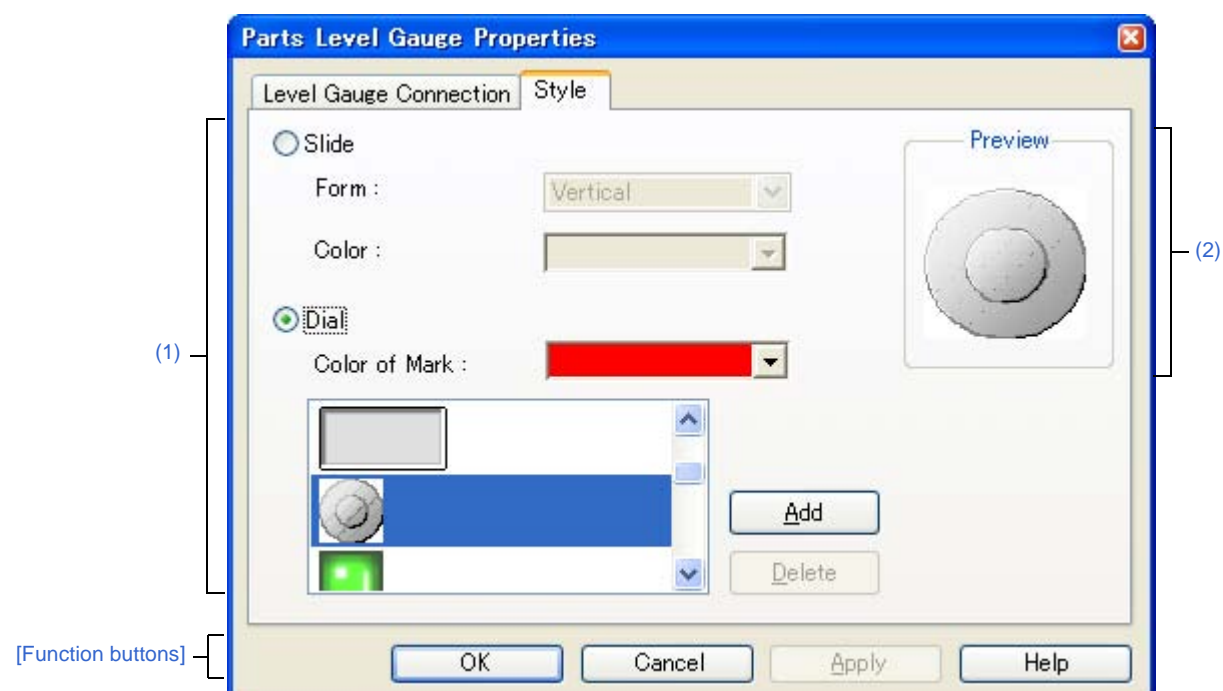 Parts Level Gauge Properties
Level Gauge Connection Style
Slide
Preview
Form :
Vertical
Color :
(2)
Dial
(1)
Color of Mark :
Add
Delete
[Function buttons]
OK Cancel Apply Help